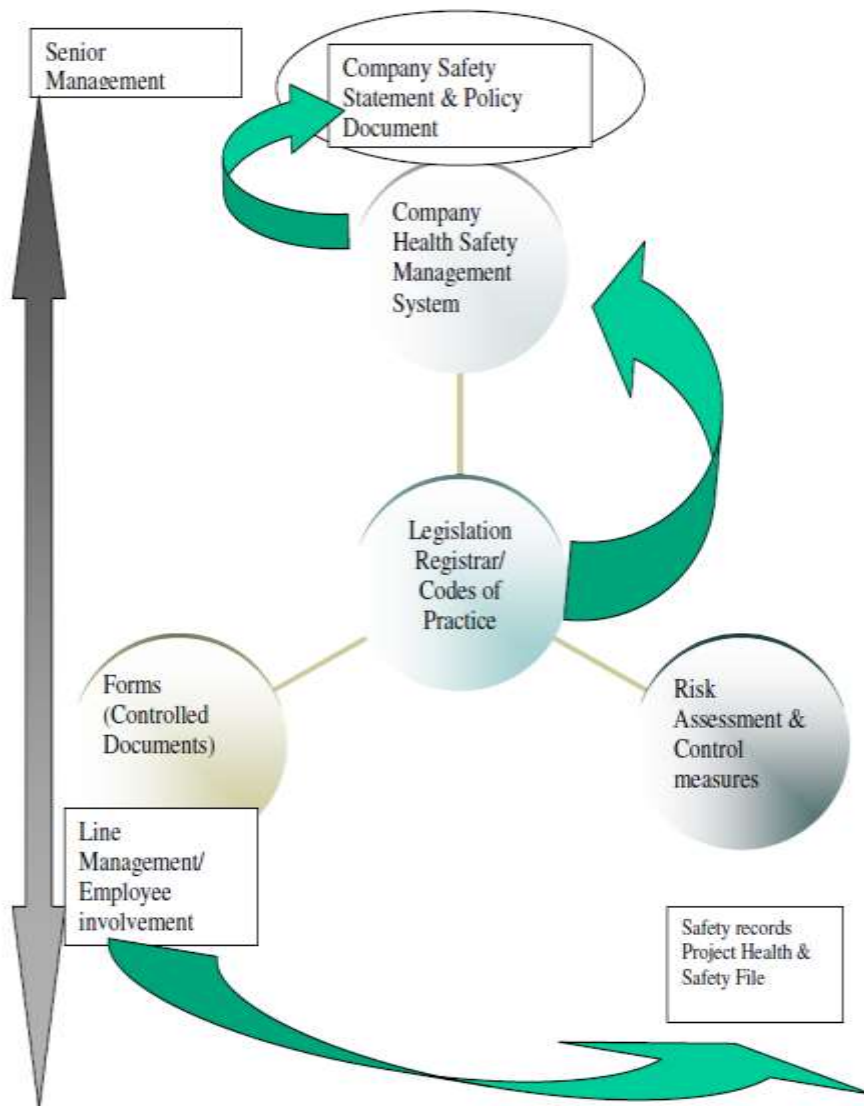 Senior
Management
Company Safety
Statement & Policy
Document
Company
Health Safety
Management
System
Legislation
Registrar/
Codes of
Practice
Forms
(Controlled
Documents)
Risk
Assessment &
Control
measures
Line
Management/
Employee
involvement
Safety records
Project Health &
Safety File